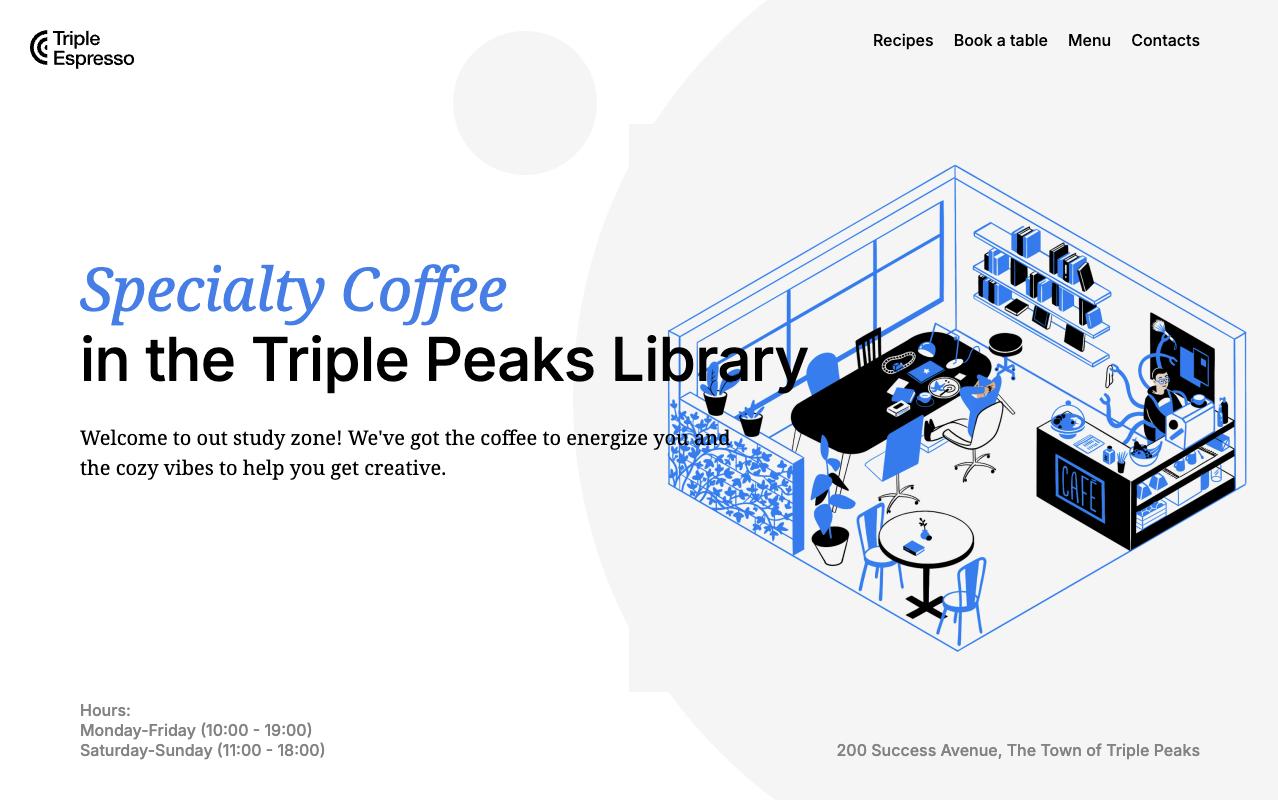 Triple
Espresso
Recipes Book a table Menu Contacts
Specialty Coffee
in the Triple Peaks Library
Welcome to out study zone! We've got the coffee to energize you and
the cozy vibes to help you get creative.
CAFE
Hours:
Monday-Friday (10:00 - 19:00)
Saturday-Sunday (11:00 - 18:00)
200 Success Avenue, The Town of Triple Peaks